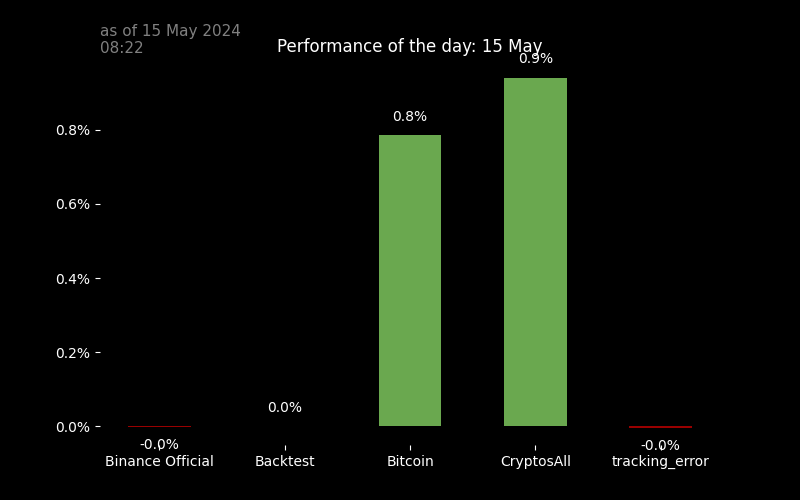 as of 15 May 2024
08:22
Performance of the day: 15 May
0.9%
0.8%
0.8%
0.6%
0.4%
0.2%
0.0%
0.0%
-0.0%
-0.0%
Binance Official
Backtest
Bitcoin
CryptosAll
tracking_error